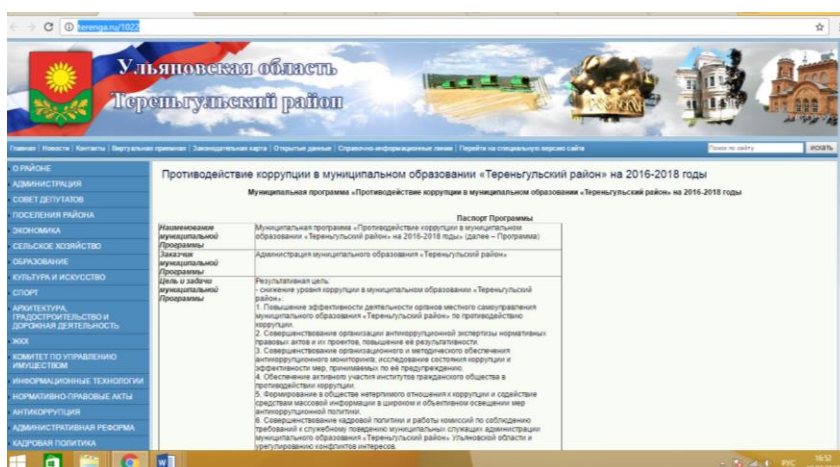 terenga.ru/1022
Ульяновская область
Тереньгульский район
Главная | Новости | Контакты | Виртуальная приемная | Законодательная карта | Открытые данные | Справочно-информационные линии | Перейти на специальную версию сайта
Поиск по сайту
ИСКАТЬ
О РАЙОНЕ
АДМИНИСТРАЦИЯ
СОВЕТ ДЕПУТАТОВ
ПОСЕЛЕНИЯ РАЙОНА
ЭКОНОМИКА
СЕЛЬСКОЕ ХОЗЯЙСТВО
ОБРАЗОВАНИЕ
КУЛЬТУРА И ИСКУССТВО
СПОРТ
АРХИТЕКТУРА,
ГРАДОСТРОИТЕЛЬСТВО И
ДОРОЖНАЯ ДЕЯТЕЛЬНОСТЬ
ЖКХ
КОМИТЕТ ПО УПРАВЛЕНИЮ
ИМУЩЕСТВОМ
ИНФОРМАЦИОННЫЕ ТЕХНОЛОГИИ
НОРМАТИВНО-ПРАВОВЫЕ АКТЫ
АНТИКОРРУПЦИЯ
АДМИНИСТРАТИВНАЯ РЕФОРМА
КАДРОВАЯ ПОЛИТИКА
Противодействие коррупции в муниципальном образовании «Тереньгульский район» на 2016-2018 годы
Муниципальная программа «Противодействие коррупции в муниципальном образовании «Тереньгульский район» на 2016-2018 годы
Паспорт Программы
Наименование
муниципальной
Программы
Муниципальная программа «Противодействие коррупции в муниципальном
образовании «Тереньгульский район» на 2016-2018 годы» (далее – Программа)
Заказчик
муниципальной
Программы
Администрация муниципального образования «Тереньгульский район»
Цель и задачи
муниципальной
Программы
Результативная цель:
- снижение уровня коррупции в муниципальном образовании «Тереньгульский
район»:
1. Повышение эффективности деятельности органов местного самоуправления
муниципального образования «Тереньгульский район» по противодействию
коррупции.
2. Совершенствование организации антикоррупционной экспертизы нормативных
правовых актов и их проектов, повышение её результативности.
3. Совершенствование организационного и методического обеспечения
антикоррупционного мониторинга; исследование состояния коррупции и
эффективности мер, принимаемых по её предупреждению.
4. Обеспечение активного участия институтов гражданского общества в
противодействии коррупции.
5. Формирование в обществе нетерпимого отношения к коррупции и содействие
средствам массовой информации в широком и объективном освещении мер
антикоррупционной политики.
6. Совершенствование кадровой политики и работы комиссий по соблюдению
требований к служебному поведению муниципальных служащих администрации
муниципального образования «Тереньгульский район» Ульяновской области и
урегулированию конфликтов интересов.
РУС
16:52